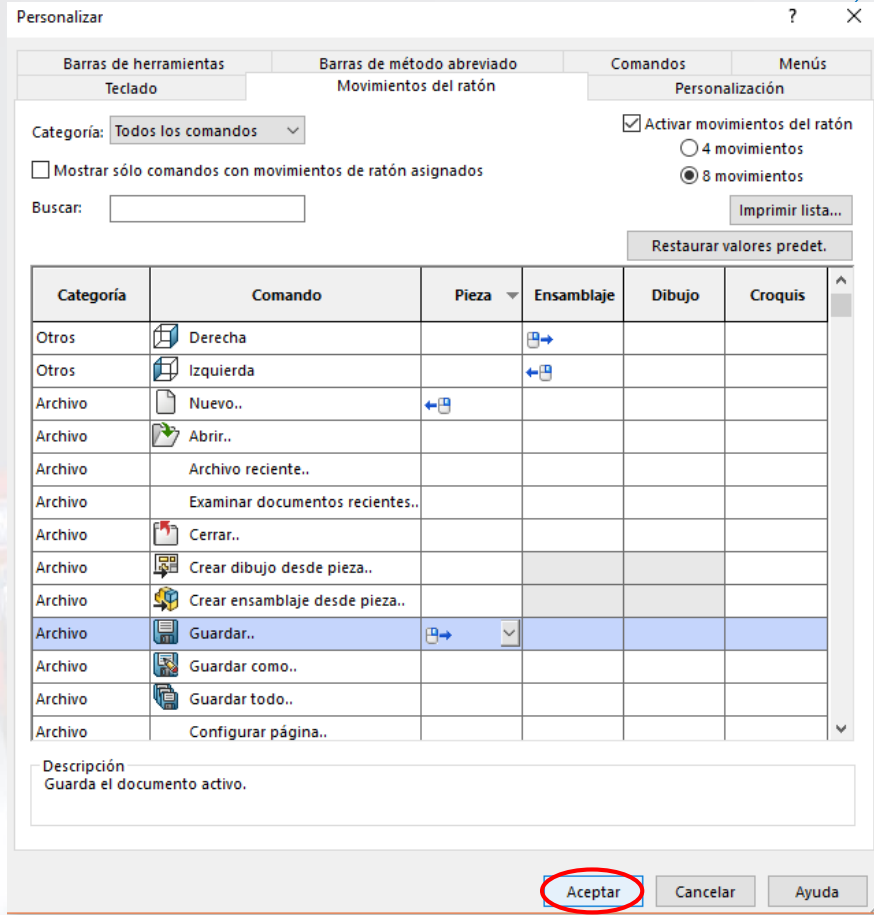 Personalizar ?
Barras de herramientas Barras de método abreviado Comandos Menús
Teclado Movimientos del ratón Personalización
Categoría: Todos los comandos
Activar movimientos del ratón
4 movimientos
Mostrar sólo comandos con movimientos de ratón asignados
8 movimientos
Buscar:
Imprimir lista...
Restaurar valores predet.
Categoría Comando Pieza Ensamblaje Dibujo Croquis
Otros Derecha
Otros Izquierda
Archivo Nuevo..
Archivo Abrir..
Archivo Archivo reciente..
Archivo Examinar documentos recientes..
Archivo Cerrar..
Archivo Crear dibujo desde pieza..
Archivo Crear ensamblaje desde pieza..
Archivo Guardar..
Archivo Guardar como..
Archivo Guardar todo..
Archivo Configurar página..
Descripción
Guarda el documento activo.
Aceptar Cancelar Ayuda